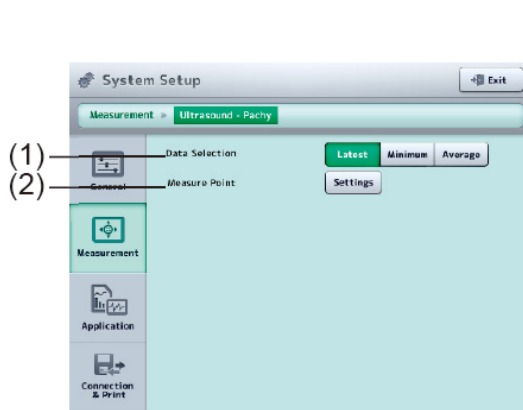 System Setup
Exit
Measurement » Ultrasound - Pachy
(1) Data Selection Latest Minimum Average
(2) Measure Point Settings
General
Measurement
Application
Connection
& Print